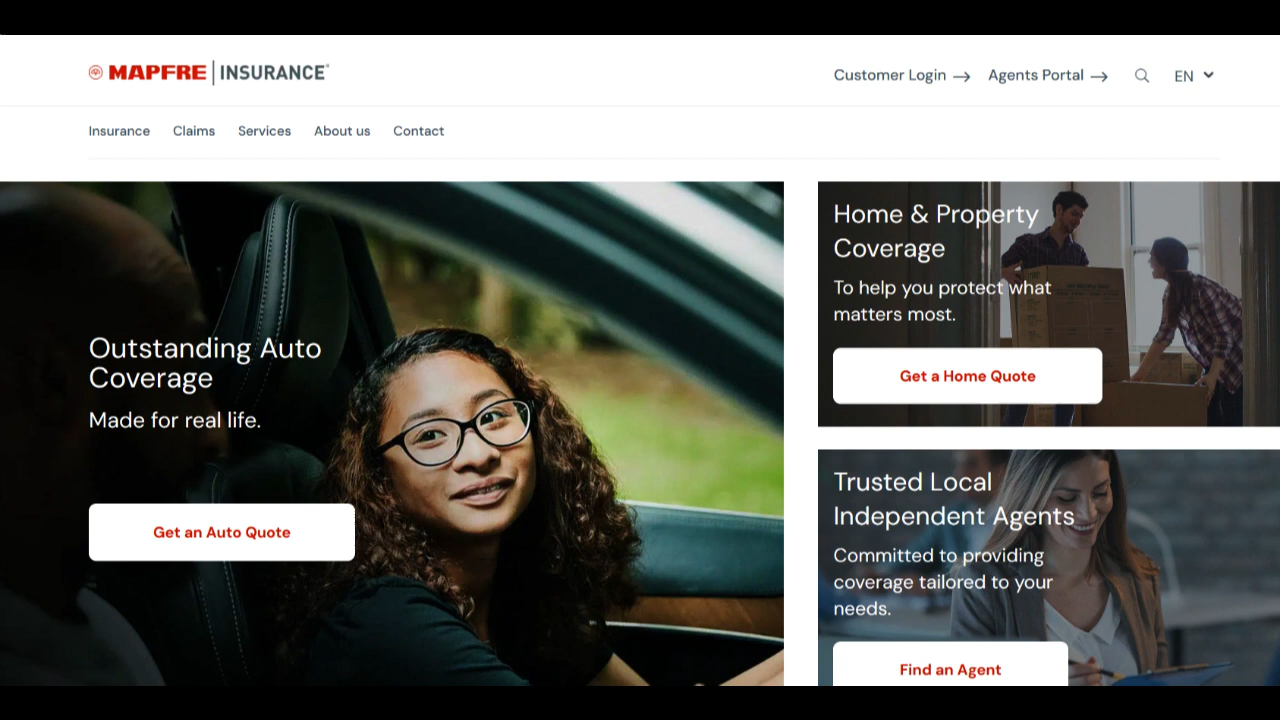 MAPFRE | INSURANCE®
Customer Login → Agents Portal → EN
Insurance Claims Services About us Contact
Outstanding Auto
Coverage
Made for real life.
Get an Auto Quote
Home & Property
Coverage
To help you protect what
matters most.
Get a Home Quote
Trusted Local
Independent Agents
Committed to providing
coverage tailored to your
needs.
Find an Agent